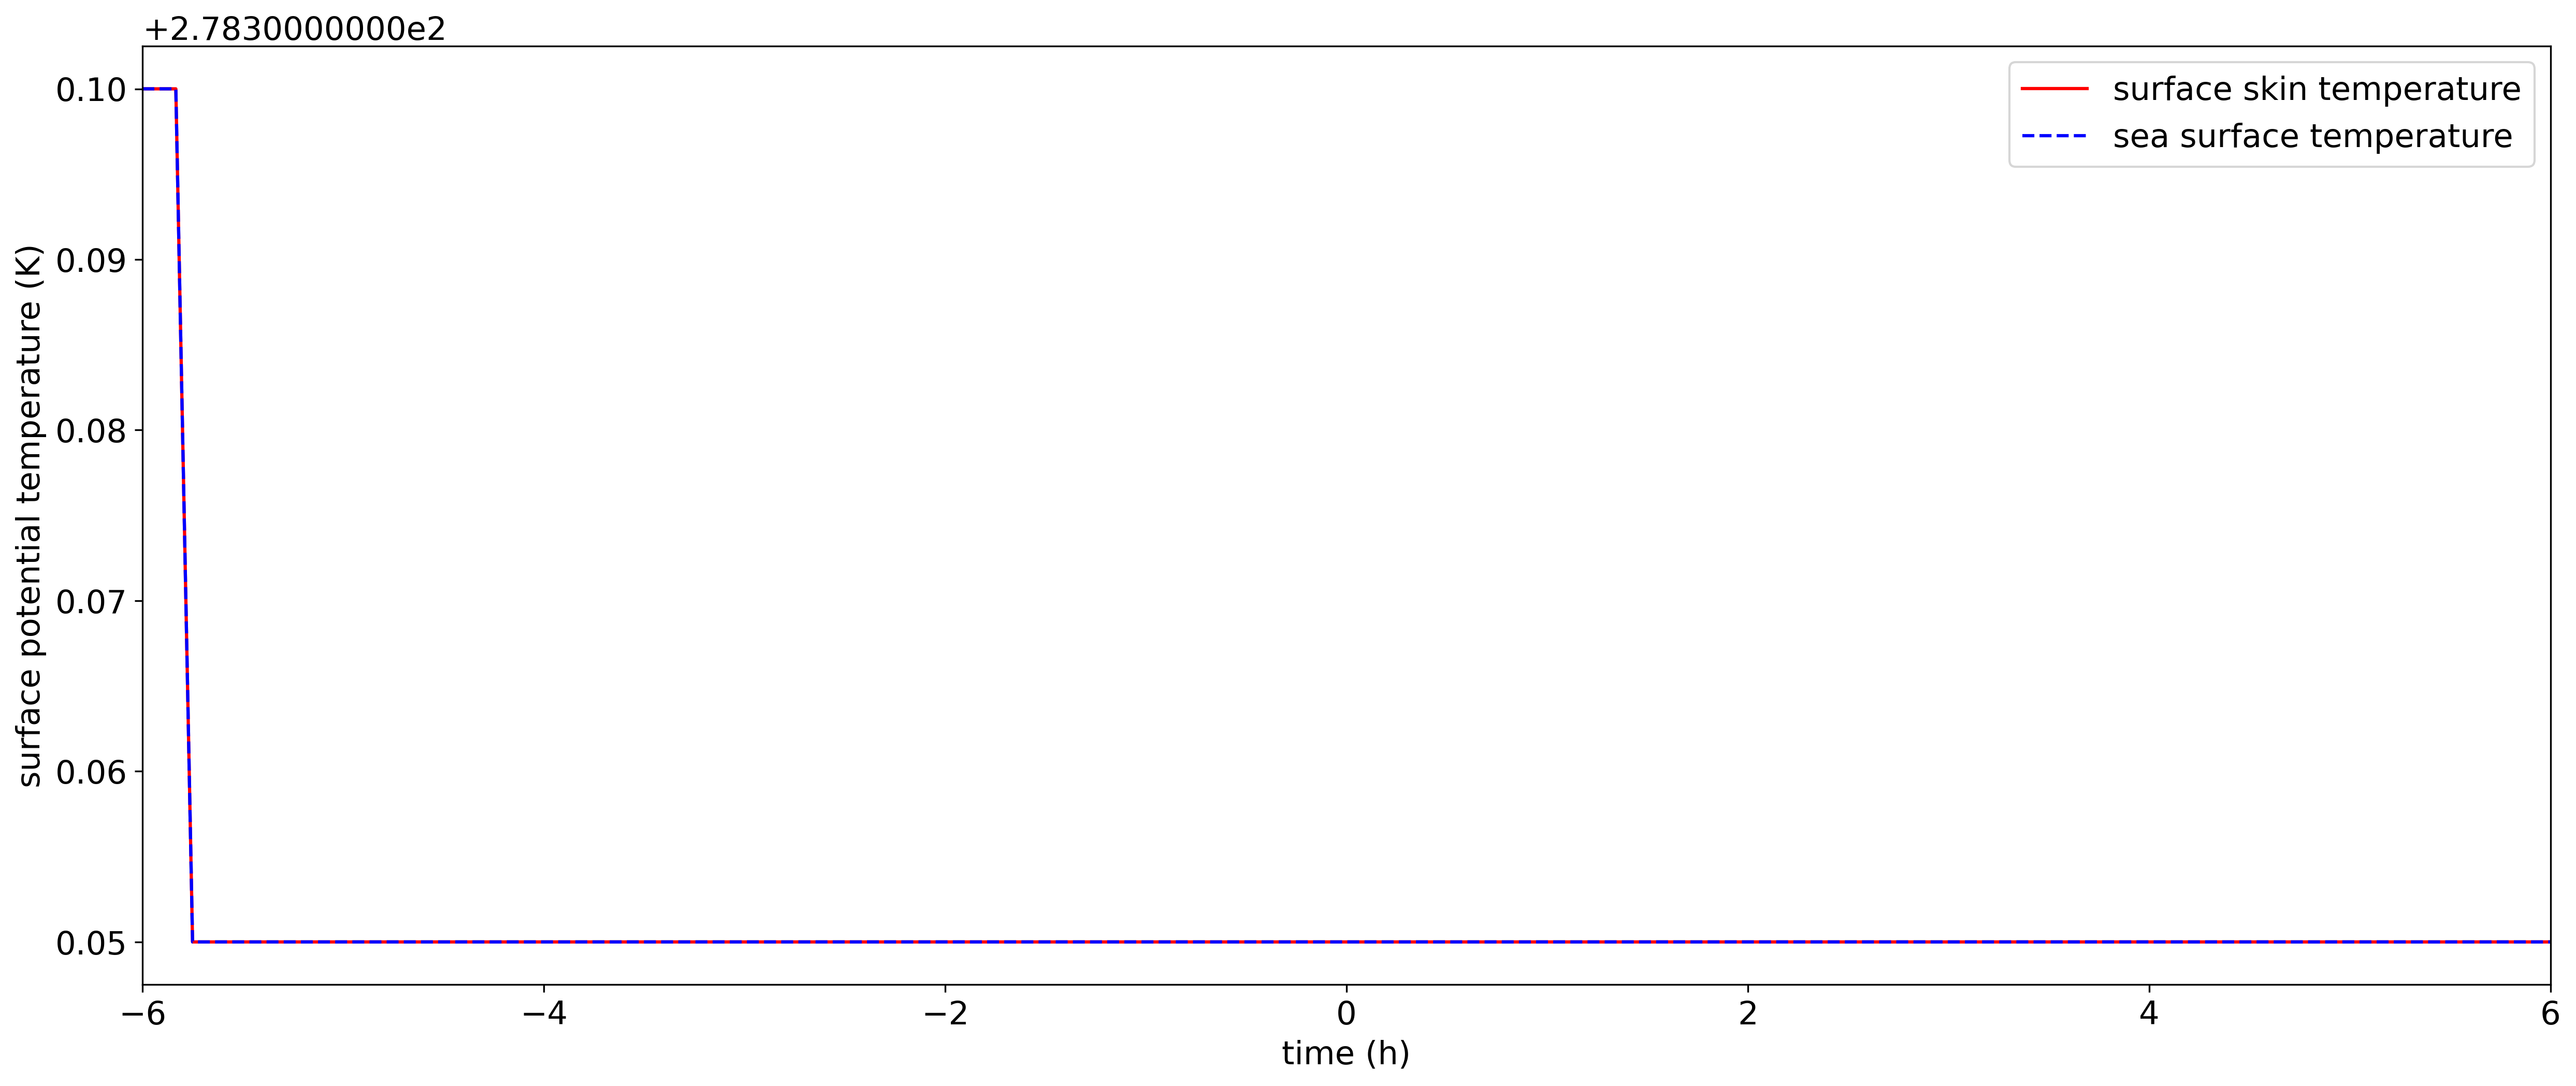 +2.7830000000e2
0.10
0.09
0.08
0.07
0.06
0.05
surface potential temperature (K)
surface skin temperature
sea surface temperature
−6
−4
−2
0
2
4
6
time (h)